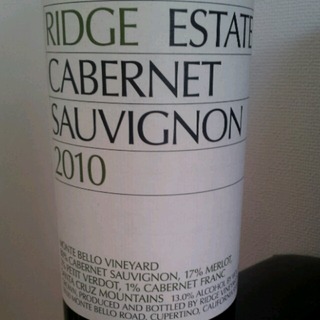 RIDGE ESTATE
CABERNET
SAUVIGNON
2010
MONTE BELLO VINEYARD
CABERNET SAUVIGNON, 17% MERLOT,
PETIT VERDOT, 1% CABERNET FRANC
CRUZ MOUNTAINS 13.0% ALCOHOL BY
PRODUCED AND BOTTLED BY RIDGE
MONTE BELLO ROAD, CUPERTINO,